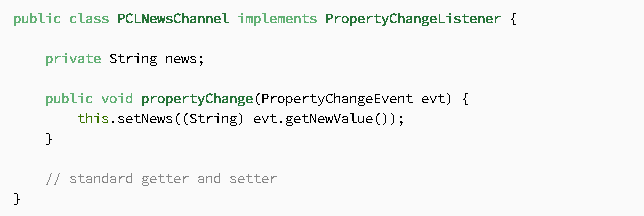 public class PCLNewsChannel implements PropertyChangeListener {
private String news;
public void propertyChange(PropertyChangeEvent evt) {
this.setNews((String) evt.getNewValue());
}
// standard getter and setter
}